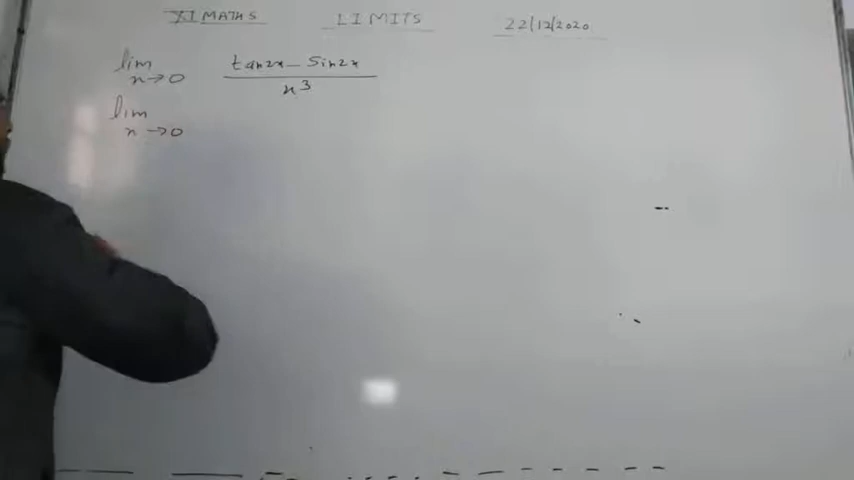 XI MATHS LIMITS 22/12/2020
lim x→0 tan2x - Sin2x / x³
lim x→0